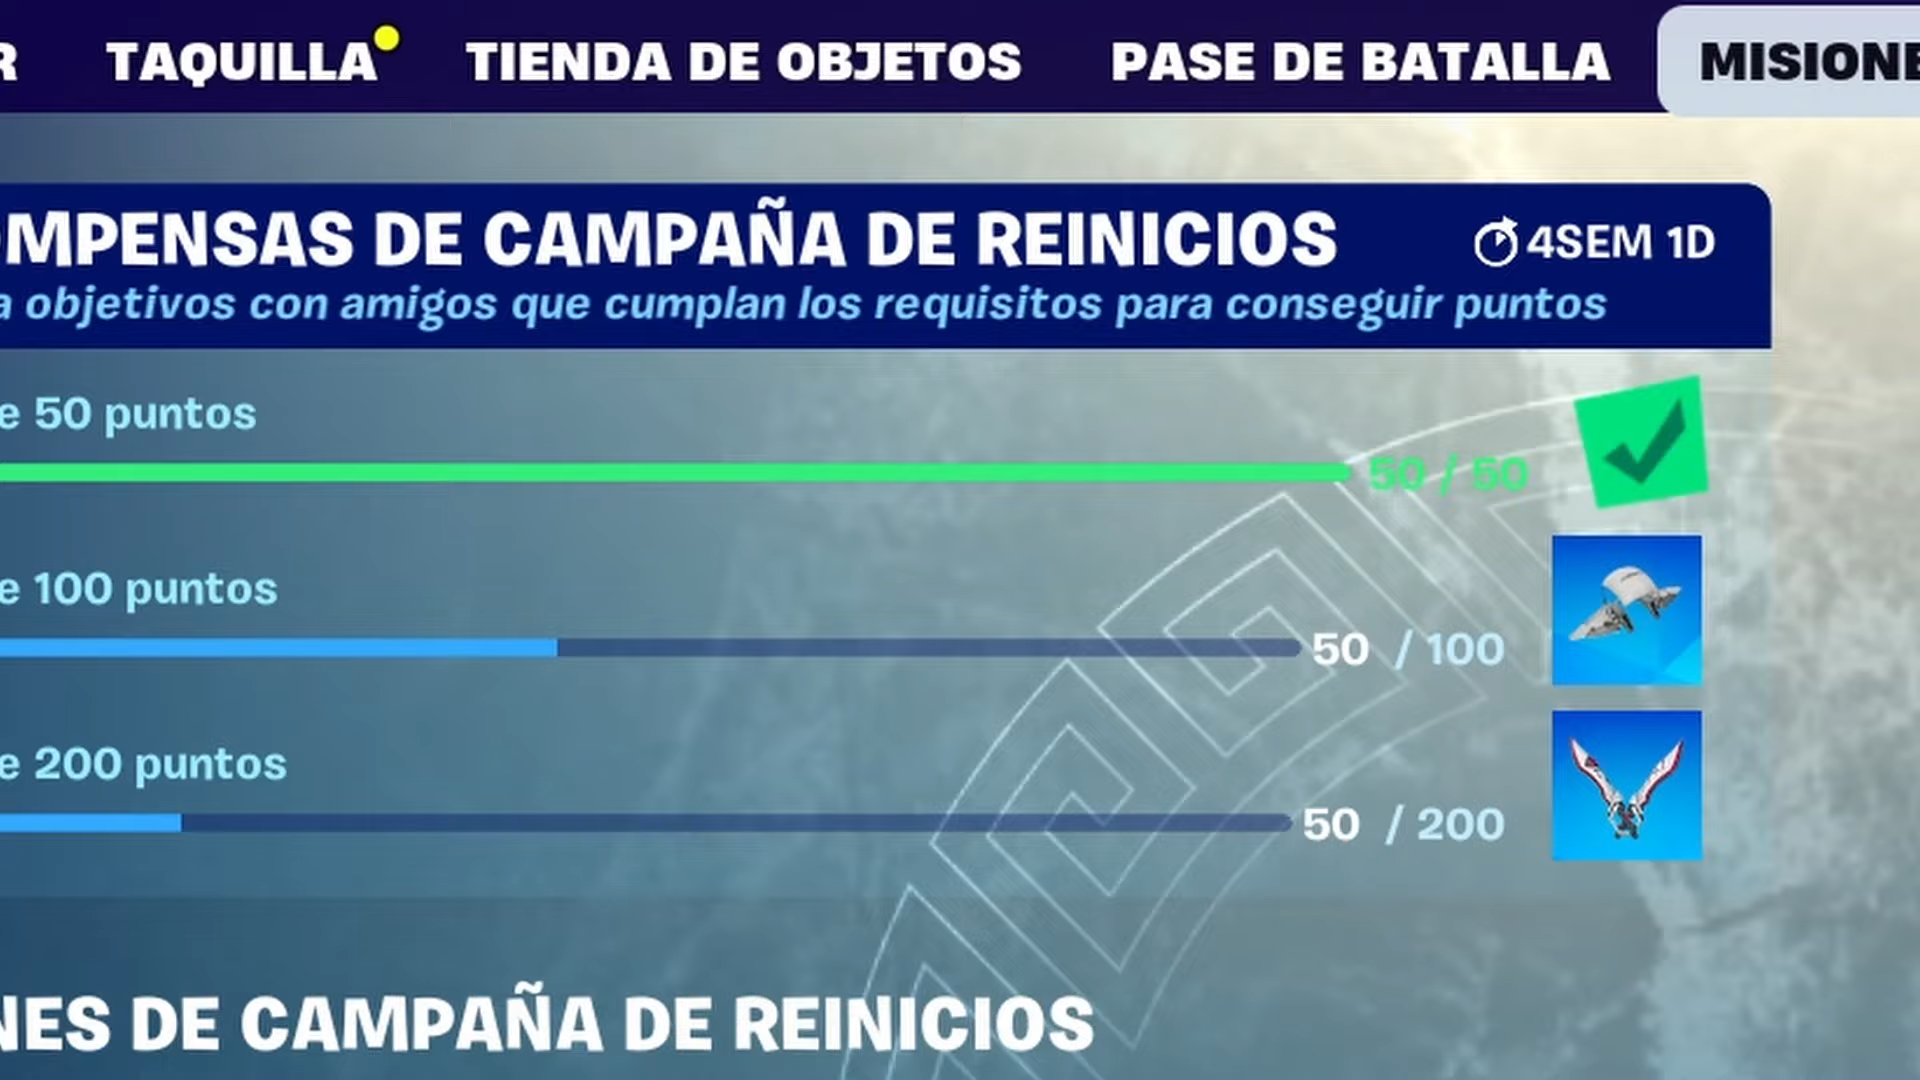 R TAQUILLA TIENDA DE OBJETOS PASE DE BATALLA MISIONE
OMPENSAS DE CAMPAÑA DE REINICIOS 4SEM 1D
a objetivos con amigos que cumplan los requisitos para conseguir puntos
e 50 puntos
50 / 50
e 100 puntos
50 / 100
e 200 puntos
50 / 200
NES DE CAMPAÑA DE REINICIOS